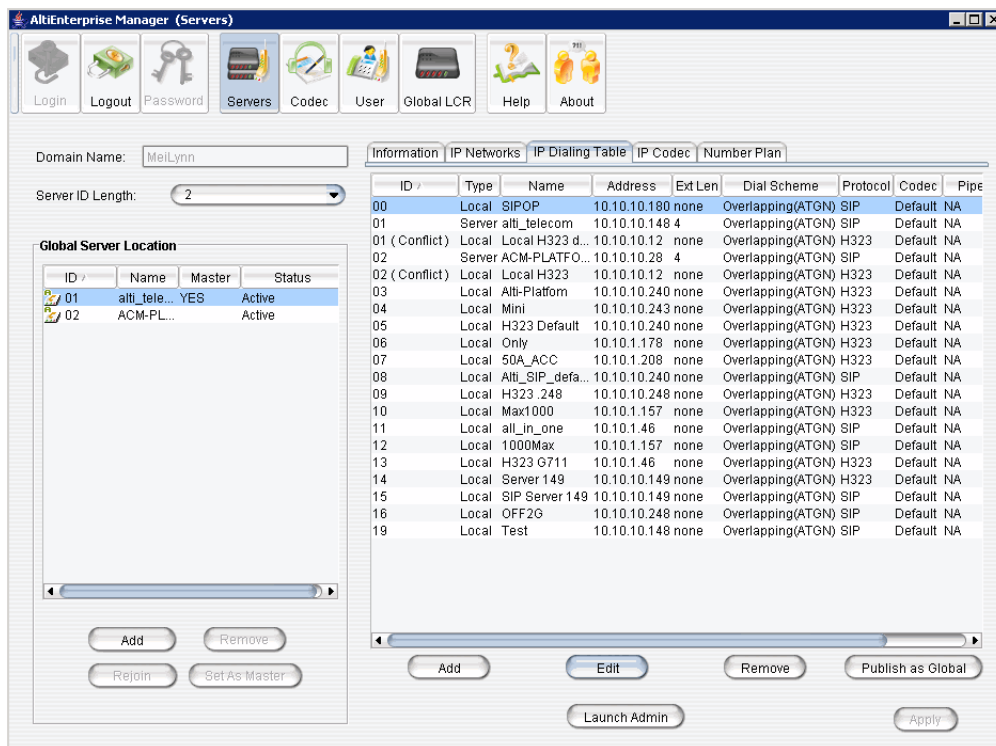 AltiEnterprise Manager (Servers)
Login Logout Password Servers Codec User Global LCR Help About
Domain Name: MeiLynn
Server ID Length: 2
Global Server Location
ID Name Master Status
01 alti_tele... YES Active
02 ACM-PL... Active
Add Remove
Rejoin Set As Master
Information IP Networks IP Dialing Table IP Codec Number Plan
ID Type Name Address Ext Len Dial Scheme Protocol Codec Pipe
00 Local SIPOP 10.10.10.180 none Overlapping(ATGN) SIP Default NA
01 Server alti_telecom 10.10.10.148 4 Overlapping(ATGN) SIP Default NA
01 ( Conflict ) Local Local H323 d... 10.10.10.12 none Overlapping(ATGN) H323 Default NA
02 Server ACM-PLATFO... 10.10.10.28 4 Overlapping(ATGN) SIP Default NA
02 ( Conflict ) Local Local H323 10.10.10.12 none Overlapping(ATGN) H323 Default NA
03 Local Alti-Platfom 10.10.10.240 none Overlapping(ATGN) H323 Default NA
04 Local Mini 10.10.10.243 none Overlapping(ATGN) H323 Default NA
05 Local H323 Default 10.10.10.240 none Overlapping(ATGN) H323 Default NA
06 Local Only 10.10.1.178 none Overlapping(ATGN) H323 Default NA
07 Local 50A_ACC 10.10.1.208 none Overlapping(ATGN) H323 Default NA
08 Local Alti_SIP_defa... 10.10.10.240 none Overlapping(ATGN) SIP Default NA
09 Local H323 .248 10.10.10.248 none Overlapping(ATGN) H323 Default NA
10 Local Max1000 10.10.1.157 none Overlapping(ATGN) H323 Default NA
11 Local all_in_one 10.10.1.46 none Overlapping(ATGN) SIP Default NA
12 Local 1000Max 10.10.1.157 none Overlapping(ATGN) SIP Default NA
13 Local H323 G711 10.10.1.46 none Overlapping(ATGN) H323 Default NA
14 Local Server 149 10.10.10.149 none Overlapping(ATGN) H323 Default NA
15 Local SIP Server 149 10.10.10.149 none Overlapping(ATGN) SIP Default NA
16 Local OFF2G 10.10.10.248 none Overlapping(ATGN) SIP Default NA
19 Local Test 10.10.10.148 none Overlapping(ATGN) SIP Default NA
Add Edit Remove Publish as Global
Launch Admin Apply